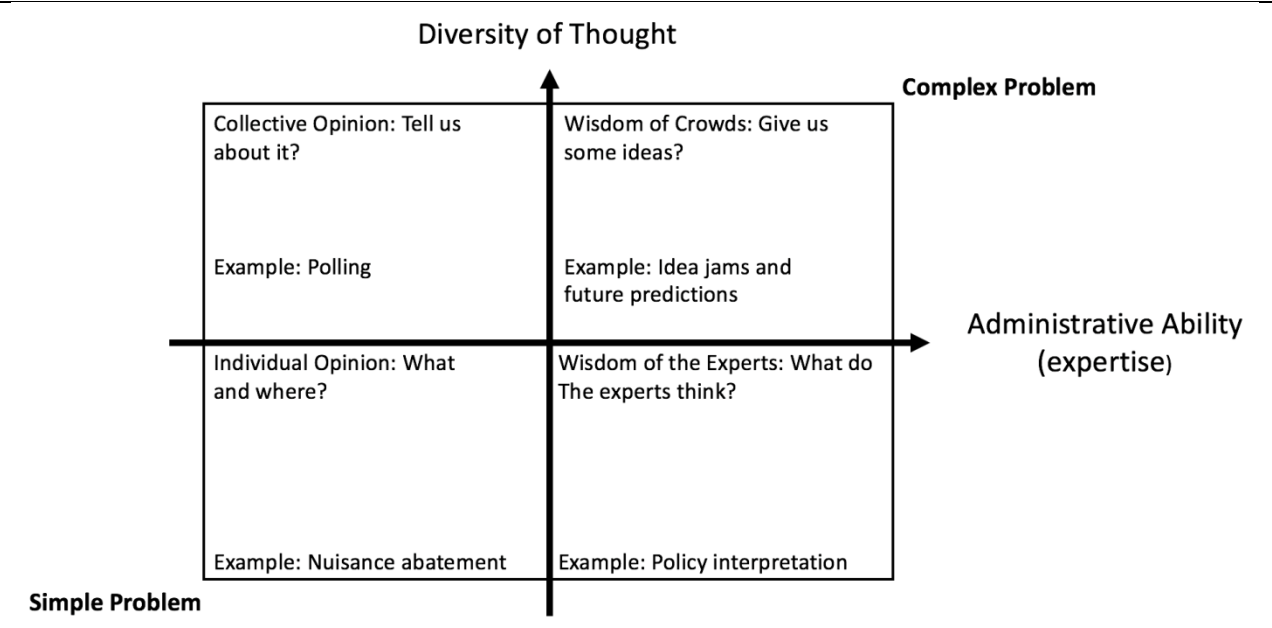 Diversity of Thought
Complex Problem
Collective Opinion: Tell us
about it?
Wisdom of Crowds: Give us
some ideas?
Example: Polling
Example: Idea jams and
future predictions
Administrative Ability
(expertise)
Individual Opinion: What
and where?
Wisdom of the Experts: What do
The experts think?
Example: Nuisance abatement
Example: Policy interpretation
Simple Problem